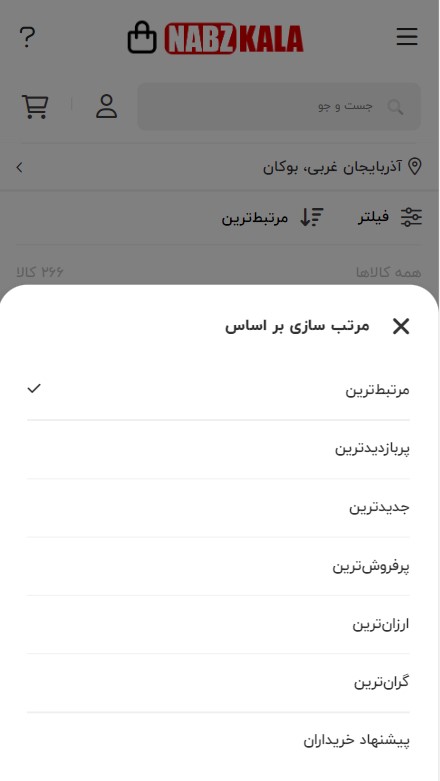 ?
NABZKALA
جست و جو
آذربایجان غربی، بوکان
فیلتر
مرتبط‌ترین
همه کالاها
۲۶۶ کالا
مرتب سازی بر اساس
مرتبط‌ترین
پربازدیدترین
جدیدترین
پرفروش‌ترین
ارزان‌ترین
گران‌ترین
پیشنهاد خریداران